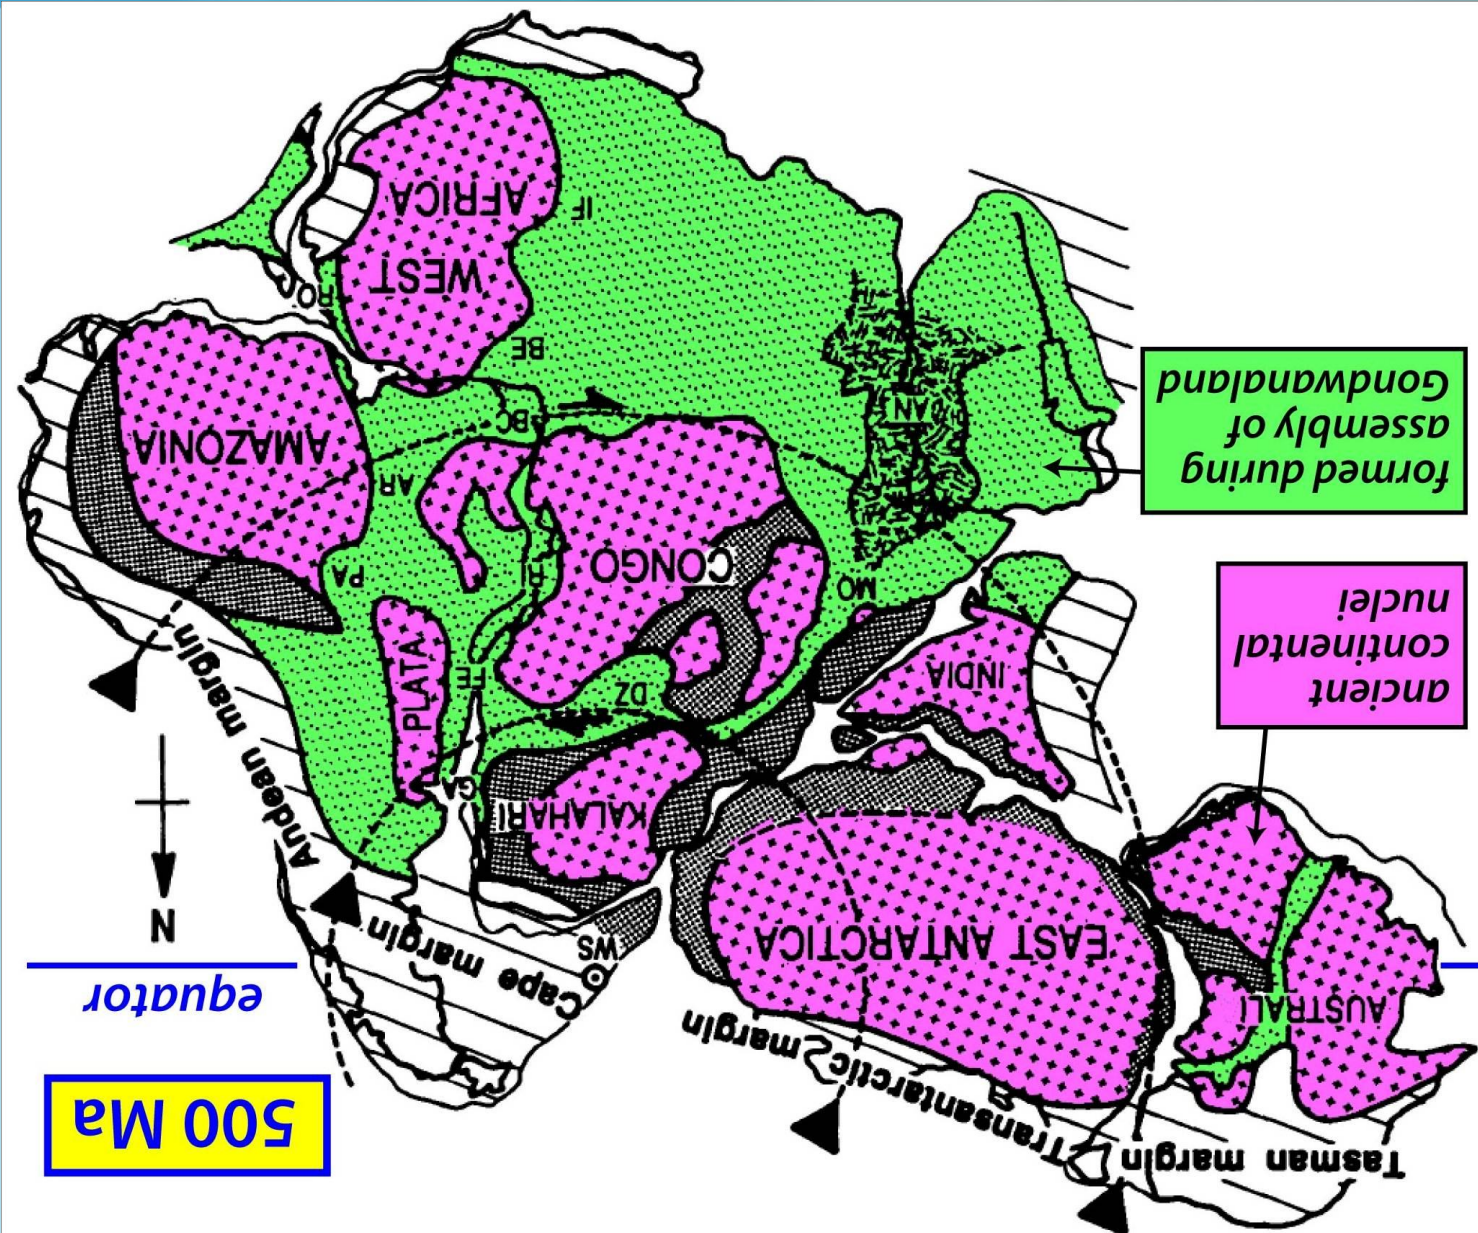 Tasman margin
500 Ma
Transantarctic margin
equator
AUSTRALI
Cape margin
WS
EAST ANTARCTICA
N
KALAHARI
GA
Andean margin
ancient
continental
nuclei
INDIA
DZ
FE
PLATA
MO
CONGO
RI
PA
formed during
assembly of
Gondwanaland
AR
AMAZONIA
BE
RO
WEST
AFRICA
IF